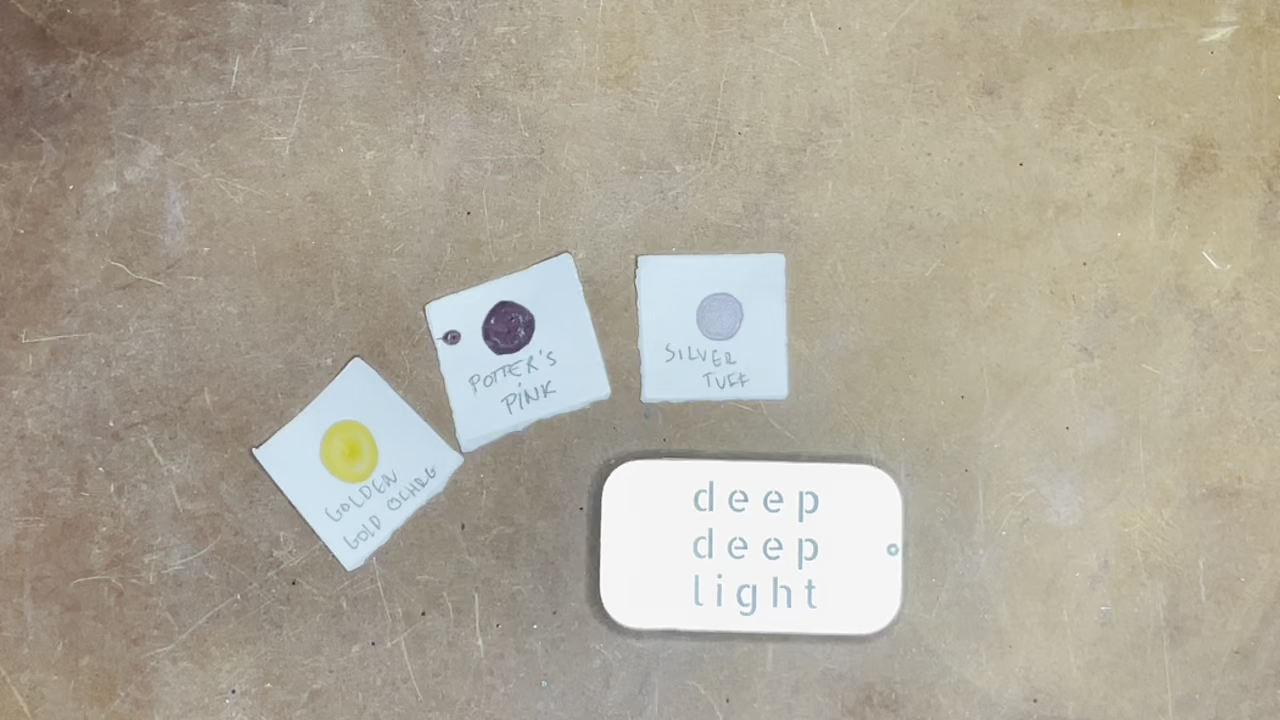 GOLDEN
GOLD OCHRE
POTTER'S
PINK
SILVER
TUFF
deep
deep
light